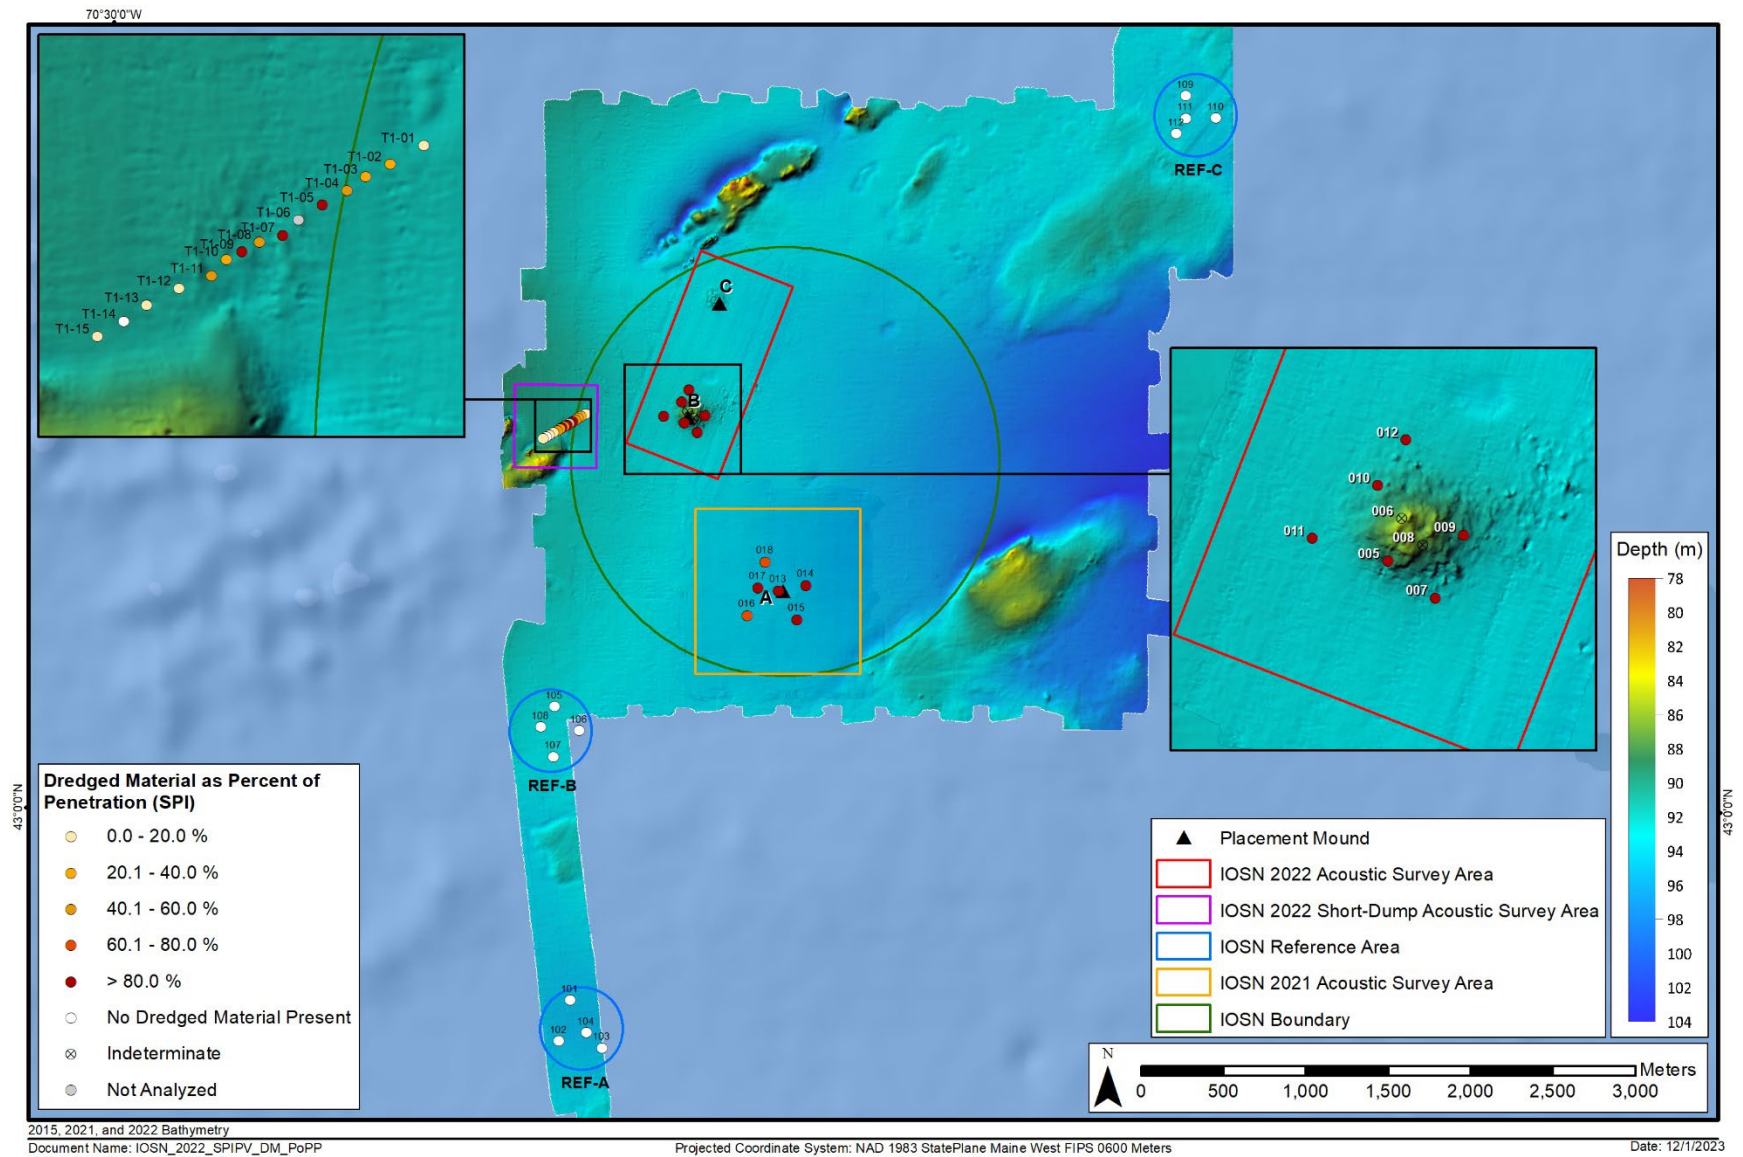 70°30'0"W
T1-01
T1-02
T1-03
T1-04
T1-05
T1-06
T1-07
T1-08
T1-09
T1-10
T1-11
T1-12
T1-13
T1-14
T1-15
109
111
110
112
REF-C
C
B
012
010
006
009
011
008
005
007
018
017
013
014
A
016
015
105
108
106
107
REF-B
101
104
102
103
REF-A
43°0'0"N
43°0'0"N
Depth (m)
78
80
82
84
86
88
90
92
94
96
98
100
102
104
Dredged Material as Percent of
Penetration (SPI)
0.0 - 20.0 %
20.1 - 40.0 %
40.1 - 60.0 %
60.1 - 80.0 %
> 80.0 %
No Dredged Material Present
Indeterminate
Not Analyzed
Placement Mound
IOSN 2022 Acoustic Survey Area
IOSN 2022 Short-Dump Acoustic Survey Area
IOSN Reference Area
IOSN 2021 Acoustic Survey Area
IOSN Boundary
N
Meters
0 500 1,000 1,500 2,000 2,500 3,000
2015, 2021, and 2022 Bathymetry
Document Name: IOSN_2022_SPIPV_DM_PoPP
Projected Coordinate System: NAD 1983 StatePlane Maine West FIPS 0600 Meters
Date: 12/1/2023